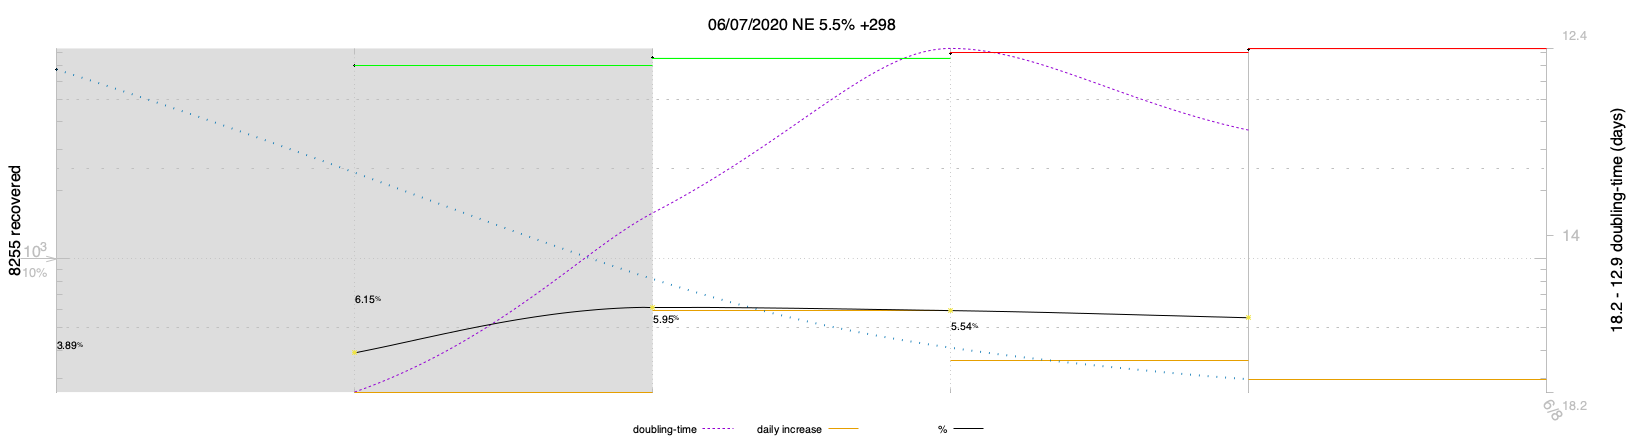 06/07/2020 NE 5.5% +298
12.4
8255 recovered
10³
10%
3.89%
6.15%
5.95%
5.54%
14
18.2 - 12.9 doubling-time (days)
18.2
6/8
doubling-time
daily increase
%